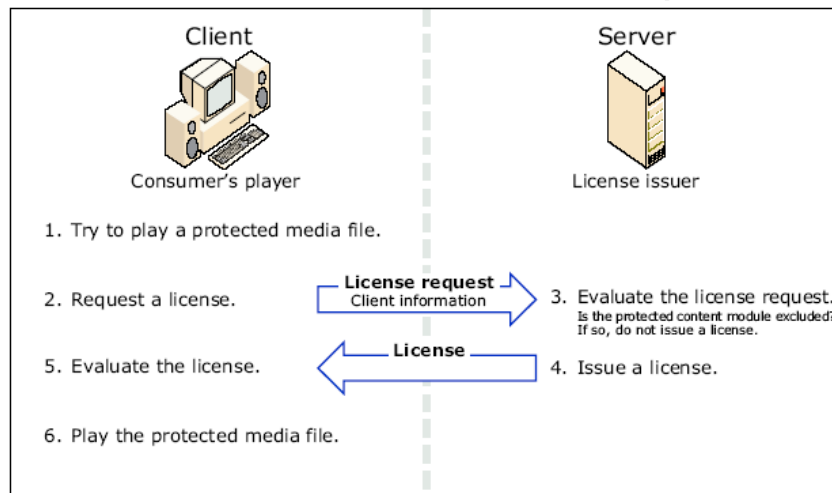 Client
Server
Consumer's player
License issuer
1. Try to play a protected media file.
2. Request a license.
License request
Client information
3. Evaluate the license request.
Is the protected content module excluded?
If so, do not issue a license.
5. Evaluate the license.
License
4. Issue a license.
6. Play the protected media file.